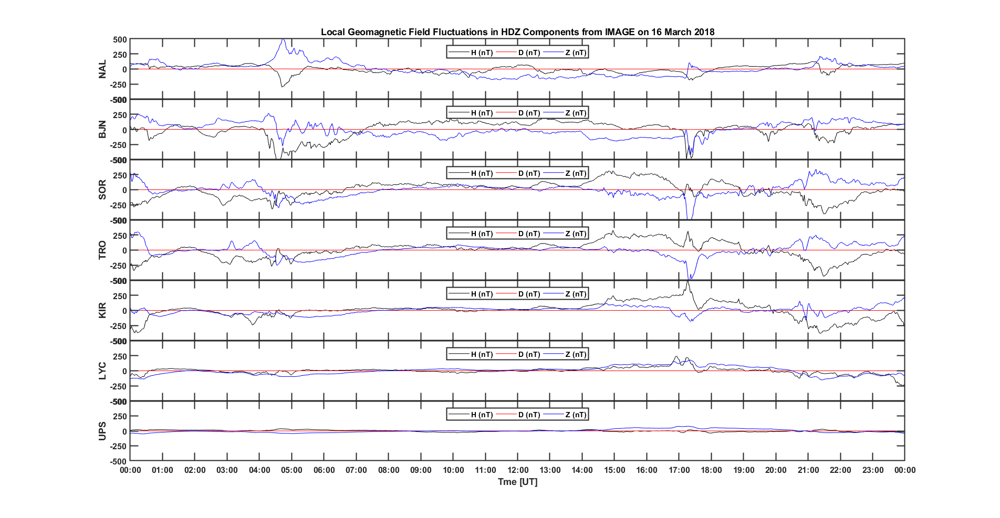 Local Geomagnetic Field Fluctuations in HDZ Components from IMAGE on 16 March 2018
500
250
0
-250
-500
NAL
H (nT) D (nT) Z (nT)
250
0
-250
-500
BJN
H (nT) D (nT) Z (nT)
250
0
-250
-500
SOR
H (nT) D (nT) Z (nT)
250
0
-250
-500
TRO
H (nT) D (nT) Z (nT)
250
0
-250
-500
KIR
H (nT) D (nT) Z (nT)
250
0
-250
-500
LYC
H (nT) D (nT) Z (nT)
250
0
-250
-500
UPS
H (nT) D (nT) Z (nT)
00:00 01:00 02:00 03:00 04:00 05:00 06:00 07:00 08:00 09:00 10:00 11:00 12:00 13:00 14:00 15:00 16:00 17:00 18:00 19:00 20:00 21:00 22:00 23:00 00:00
Tme [UT]